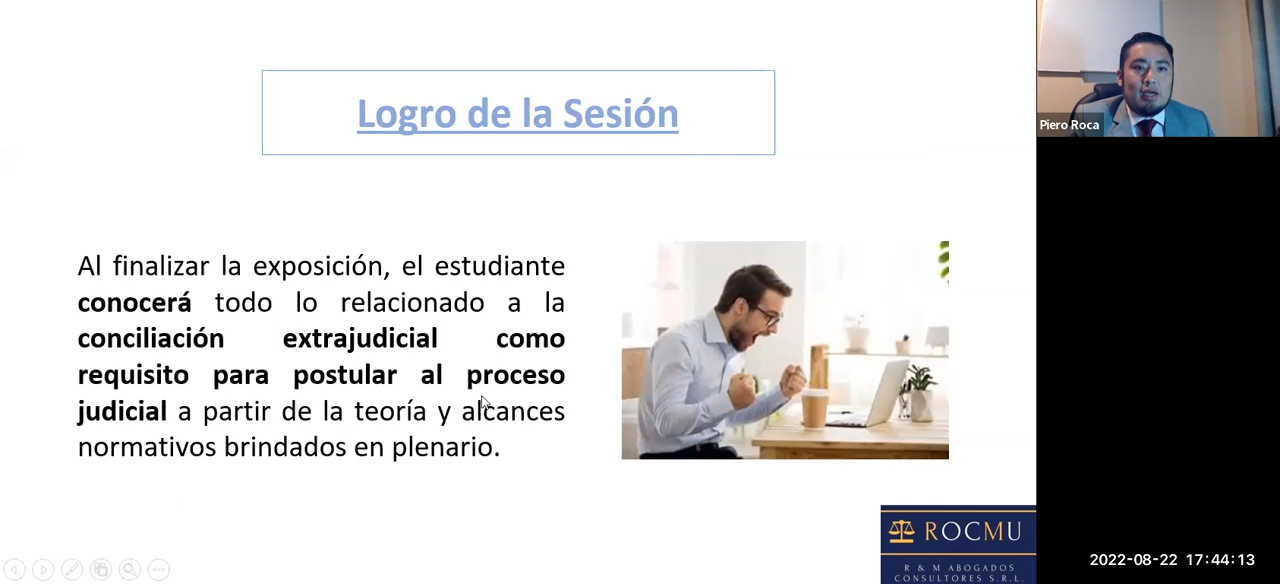 Logro de la Sesión
Piero Roca
Al finalizar la exposición, el estudiante
conocerá todo lo relacionado a la
conciliación extrajudicial como
requisito para postular al proceso
judicial a partir de la teoría y alcances
normativos brindados en plenario.
ROCMU
R & M ABOGADOS
CONSULTORES S.R.L.
2022-08-22 17:44:13